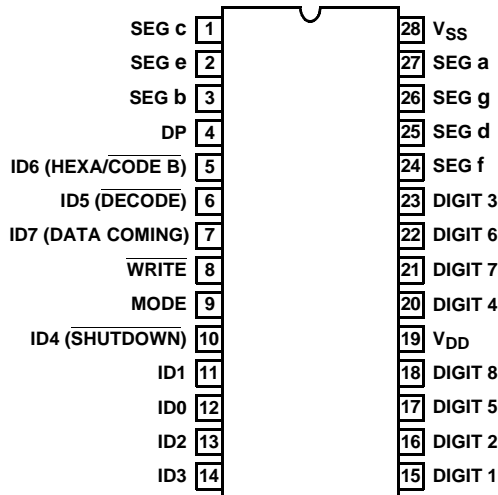 SEG c 1 28 VSS
SEG e 2 27 SEG a
SEG b 3 26 SEG g
DP 4 25 SEG d
ID6 (HEXA/CODE B) 5 24 SEG f
ID5 (DECODE) 6 23 DIGIT 3
ID7 (DATA COMING) 7 22 DIGIT 6
WRITE 8 21 DIGIT 7
MODE 9 20 DIGIT 4
ID4 (SHUTDOWN) 10 19 VDD
ID1 11 18 DIGIT 8
ID0 12 17 DIGIT 5
ID2 13 16 DIGIT 2
ID3 14 15 DIGIT 1